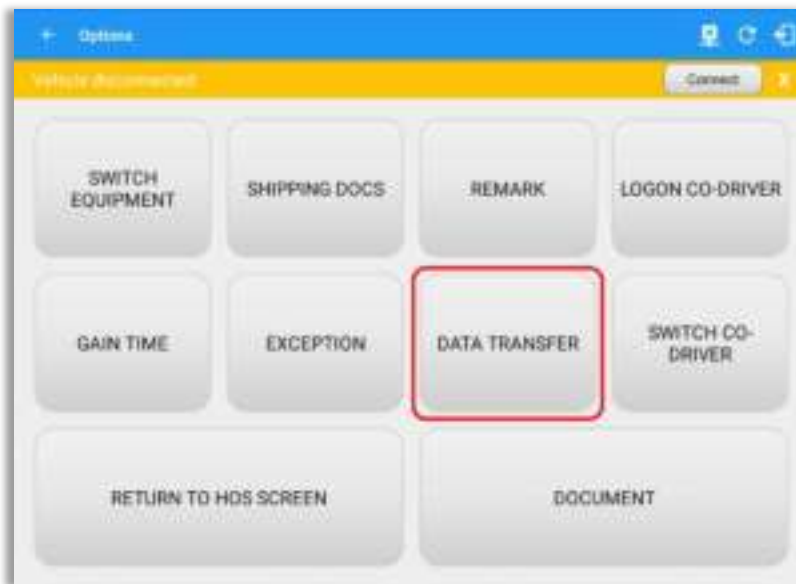 Options
Vehicle disconnected
Connect
X
SWITCH
EQUIPMENT
SHIPPING DOCS
REMARK
LOGON CO-DRIVER
GAIN TIME
EXCEPTION
DATA TRANSFER
SWITCH CO-
DRIVER
RETURN TO HOS SCREEN
DOCUMENT